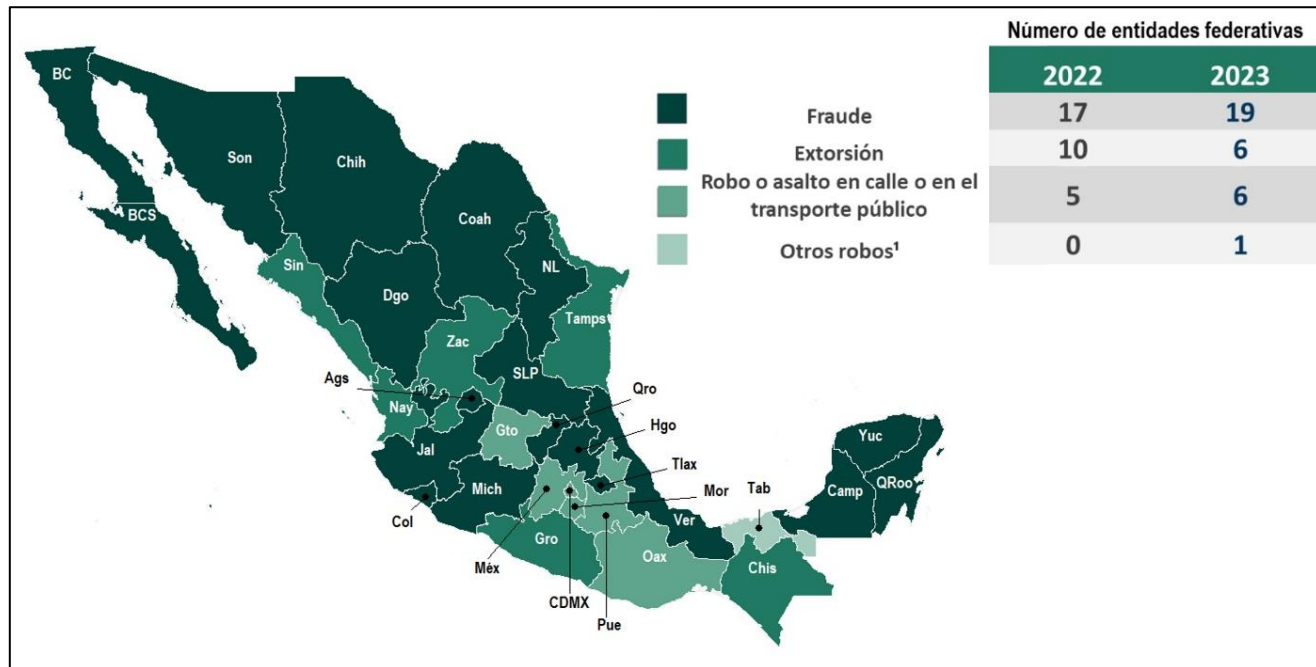 Número de entidades federativas
2022 2023
Fraude 17 19
Extorsión 10 6
Robo o asalto en calle o en el
transporte público 5 6
Otros robos¹ 0 1
BC
Son
Chih
BCS
Coah
Sin
NL
Dgo
Tamps
Zac
SLP
Ags
Qro
Nay
Hgo
Gto
Jal
Yuc
Tlax
Mich
Camp
QRoo
Mor
Tab
Col
Ver
Gro
Oax
Méx
Chis
CDMX
Pue